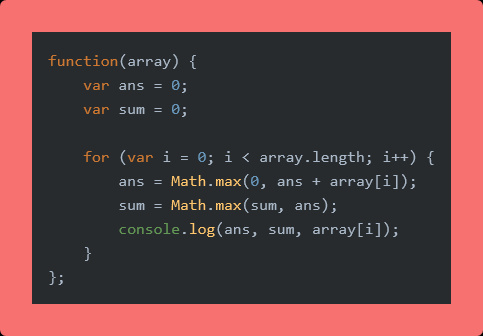 function(array) {
    var ans = 0;
    var sum = 0;

    for (var i = 0; i < array.length; i++) {
        ans = Math.max(0, ans + array[i]);
        sum = Math.max(sum, ans);
        console.log(ans, sum, array[i]);
    }
};